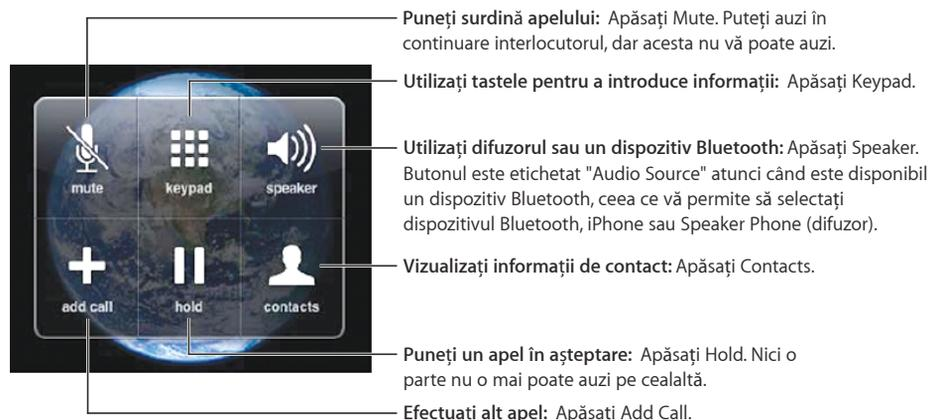 Puneți surdină apelului: Apăsați Mute. Puteți auzi în
continuare interlocutorul, dar acesta nu vă poate auzi.
Utilizați tastele pentru a introduce informații: Apăsați Keypad.
Utilizați difuzorul sau un dispozitiv Bluetooth: Apăsați Speaker.
Butonul este etichetat "Audio Source" atunci când este disponibil
un dispozitiv Bluetooth, ceea ce vă permite să selectați
dispozitivul Bluetooth, iPhone sau Speaker Phone (difuzor).
Vizualizați informații de contact: Apăsați Contacts.
Puneți un apel în așteptare: Apăsați Hold. Nici o
parte nu o mai poate auzi pe cealaltă.
Efectuați alt apel: Apăsați Add Call.
mute
keypad
speaker
add call
hold
contacts